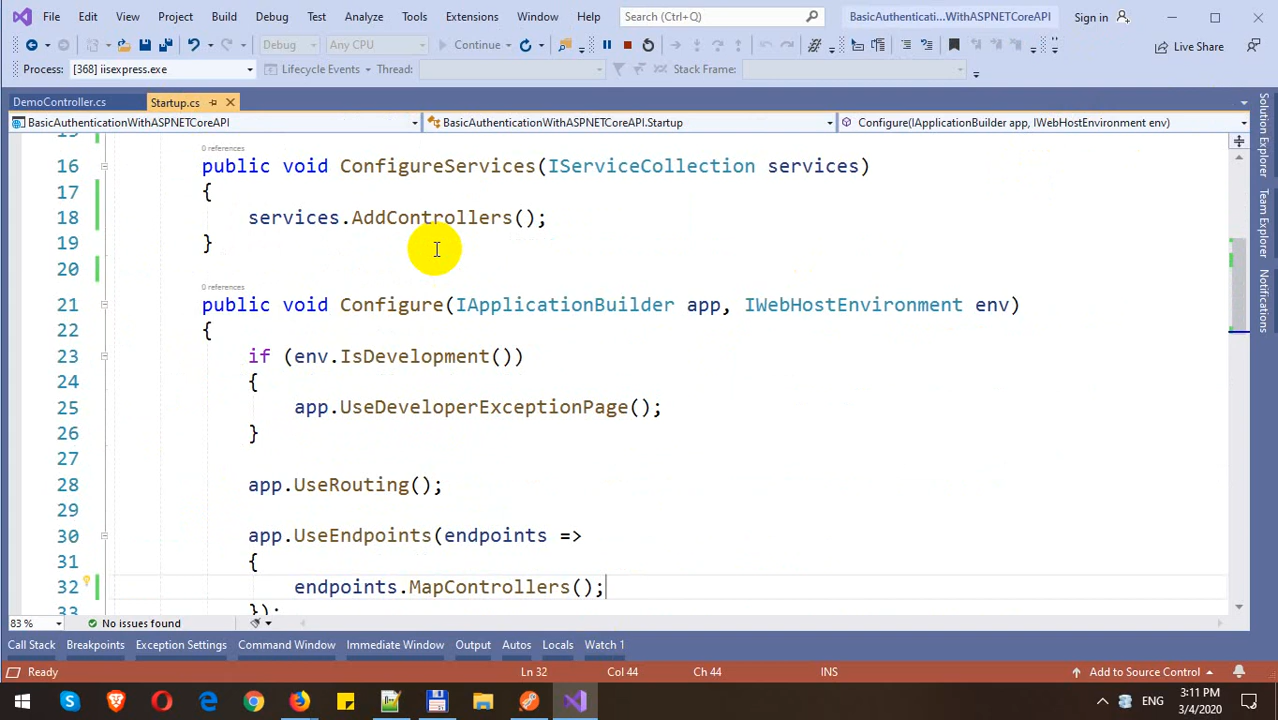 File Edit View Project Build Debug Test Analyze Tools Extensions Window Help Search (Ctrl+Q) BasicAuthenticati...WithASPNETCoreAPI Sign in
Debug Any CPU Continue Live Share
Process: [368] iisexpress.exe Lifecycle Events Thread: Stack Frame:
DemoController.cs Startup.cs
BasicAuthenticationWithASPNETCoreAPI BasicAuthenticationWithASPNETCoreAPI.Startup Configure(IApplicationBuilder app, IWebHostEnvironment env)
15
0 references
16 public void ConfigureServices(IServiceCollection services)
17 {
18 services.AddControllers();
19 }
20
0 references
21 public void Configure(IApplicationBuilder app, IWebHostEnvironment env)
22 {
23 if (env.IsDevelopment())
24 {
25 app.UseDeveloperExceptionPage();
26 }
27
28 app.UseRouting();
29
30 app.UseEndpoints(endpoints =>
31 {
32 endpoints.MapControllers();
33 });
Solution Explorer
Team Explorer
Notifications
83 % No issues found
Call Stack Breakpoints Exception Settings Command Window Immediate Window Output Autos Locals Watch 1
Ready Ln 32 Col 44 Ch 44 INS Add to Source Control
ENG 3:11 PM
3/4/2020